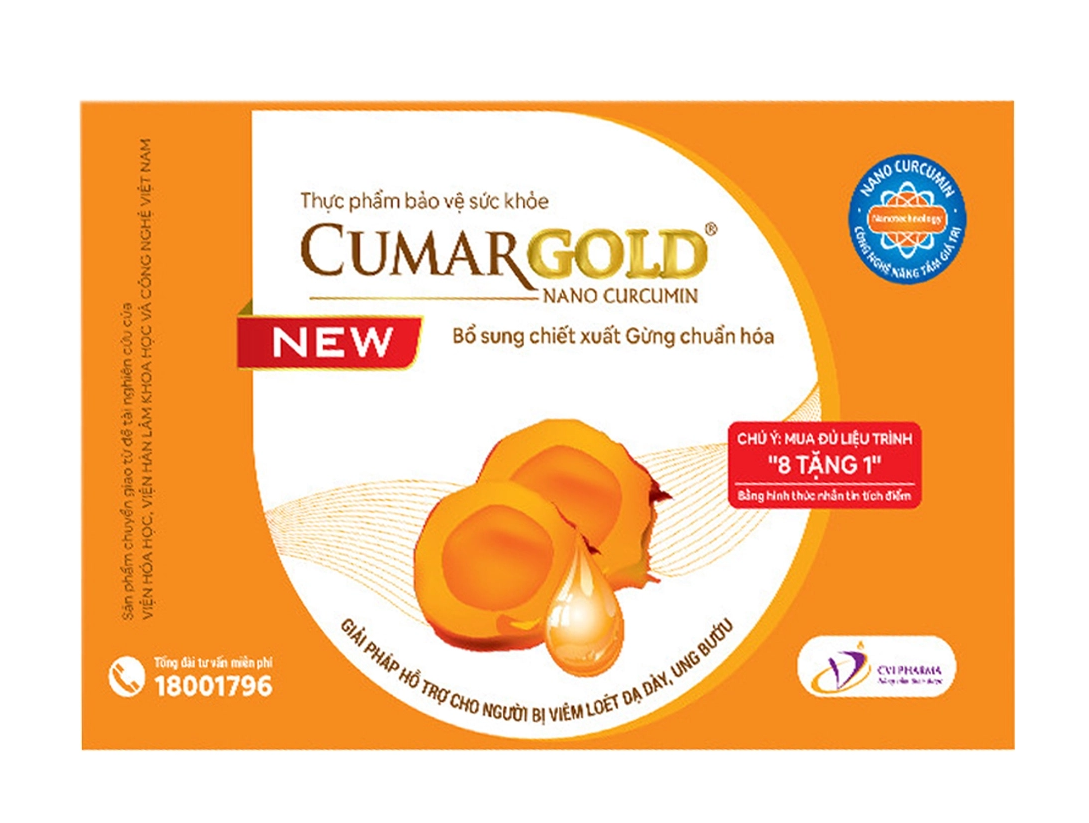 Sản phẩm chuyển giao từ đề tài nghiên cứu của
VIỆN HÓA HỌC, VIỆN HÀN LÂM KHOA HỌC VÀ CÔNG NGHỆ VIỆT NAM
Thực phẩm bảo vệ sức khỏe
CUMARGOLD®
NANO CURCUMIN
NEW
Bổ sung chiết xuất Gừng chuẩn hóa
NANO CURCUMIN
Nanotechnology
CÔNG NGHỆ NÂNG TẦM GIÁ TRỊ
CHÚ Ý: MUA ĐỦ LIỆU TRÌNH
"8 TẶNG 1"
Bằng hình thức nhắn tin tích điểm
GIẢI PHÁP HỖ TRỢ CHO NGƯỜI BỊ VIÊM LOÉT DẠ DÀY, UNG BƯỚU
Tổng đài tư vấn miễn phí
18001796
CVI PHARMA